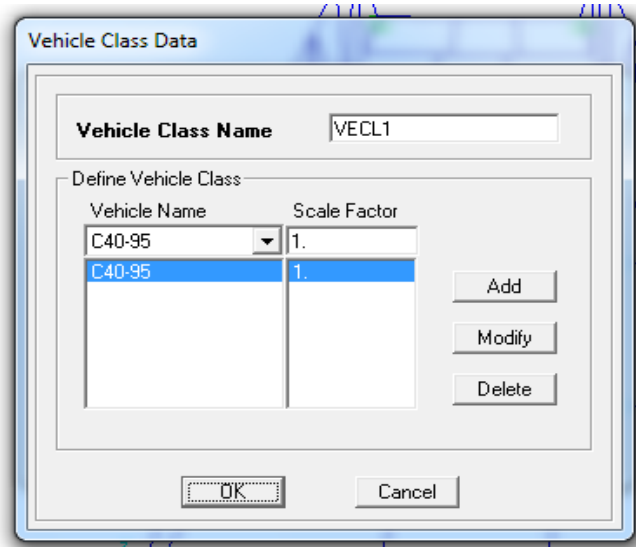 Vehicle Class Data
Vehicle Class Name VECL1
Define Vehicle Class
Vehicle Name Scale Factor
C40-95 1.
C40-95 1.
Add
Modify
Delete
OK Cancel